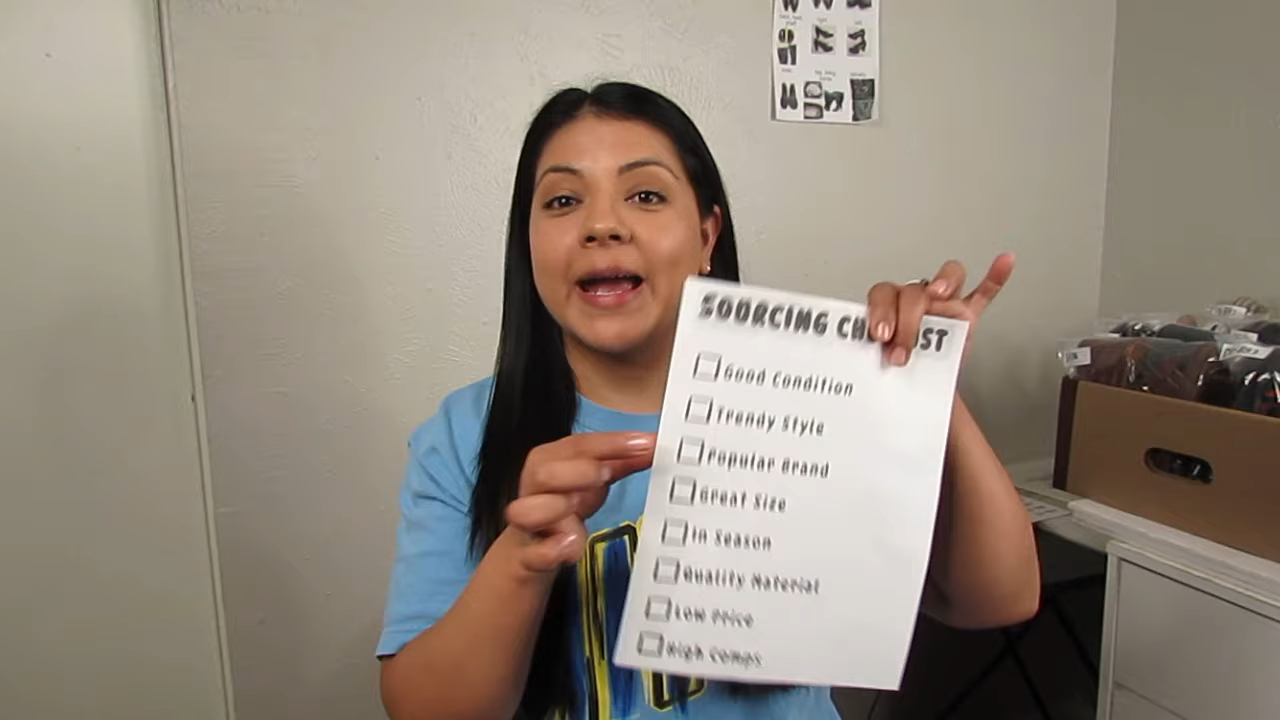 SOURCING CH ST
Good Condition
Trendy Style
Popular Brand
Great Size
In Season
Quality Material
Low Price
High Comps